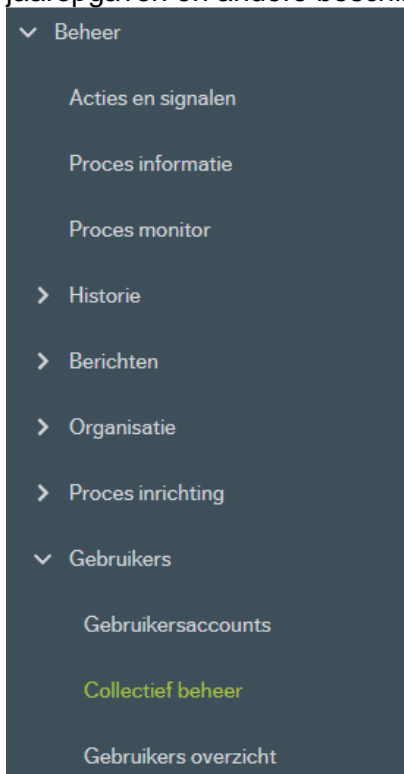 Beheer
Acties en signalen
Proces informatie
Proces monitor
Historie
Berichten
Organisatie
Proces inrichting
Gebruikers
Gebruikersaccounts
Collectief beheer
Gebruikers overzicht